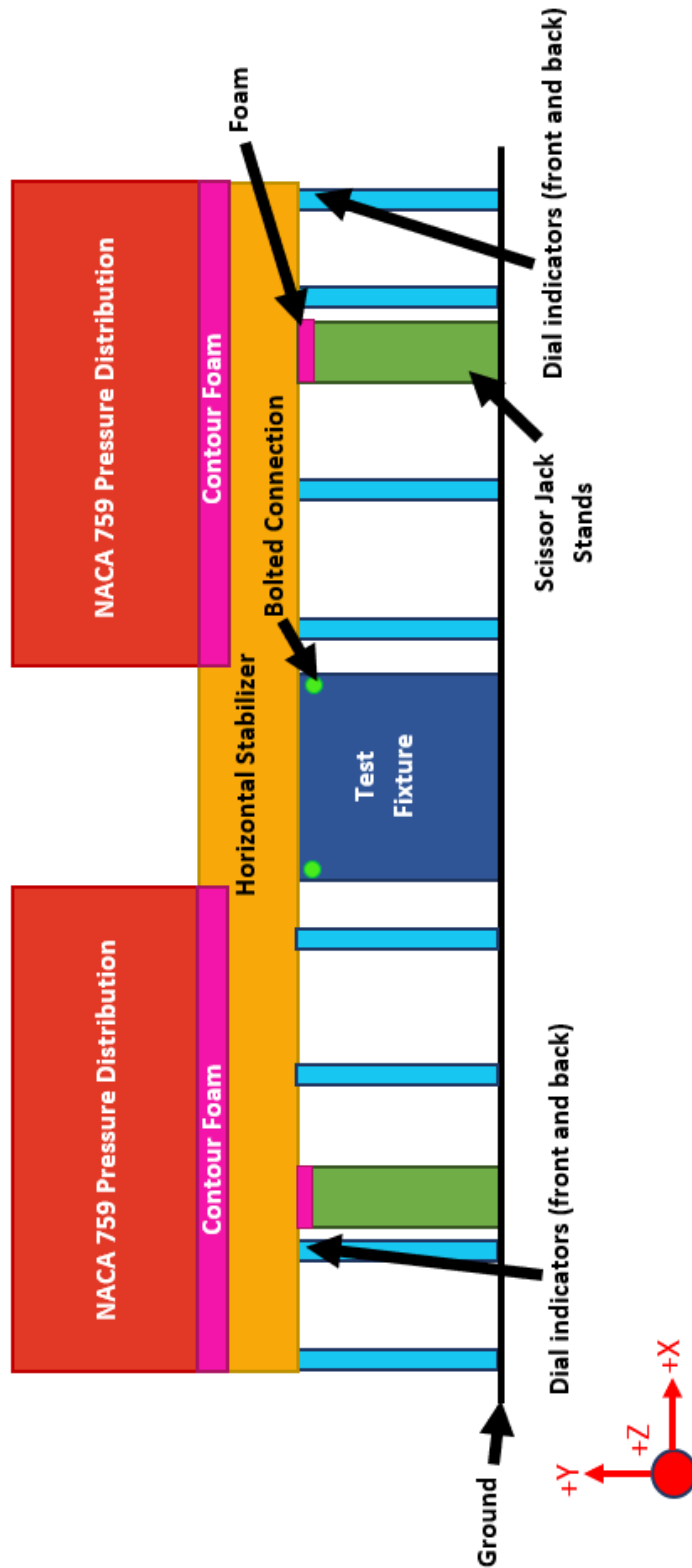 NACA 759 Pressure Distribution
NACA 759 Pressure Distribution
Contour Foam
Contour Foam
Foam
Horizontal Stabilizer
Bolted Connection
Test
Fixture
Ground
Dial indicators (front and back)
Scissor Jack
Stands
Dial indicators (front and back)
+Y
+Z
+X